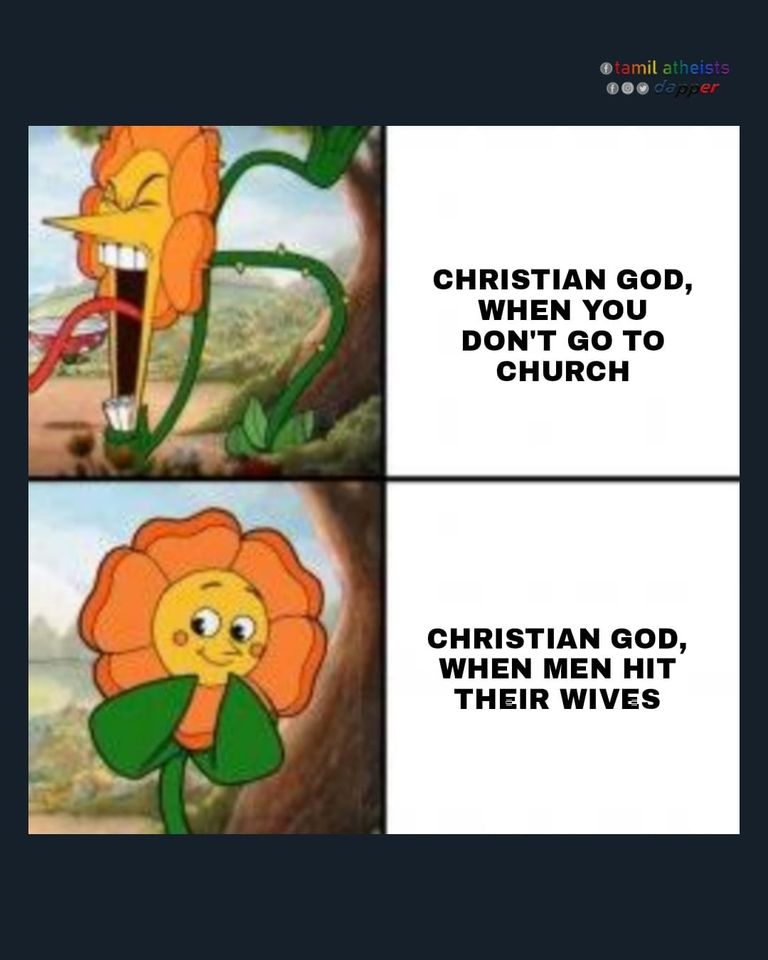 tamil atheists
dapper
CHRISTIAN GOD,
WHEN YOU
DON'T GO TO
CHURCH
CHRISTIAN GOD,
WHEN MEN HIT
THEIR WIVES